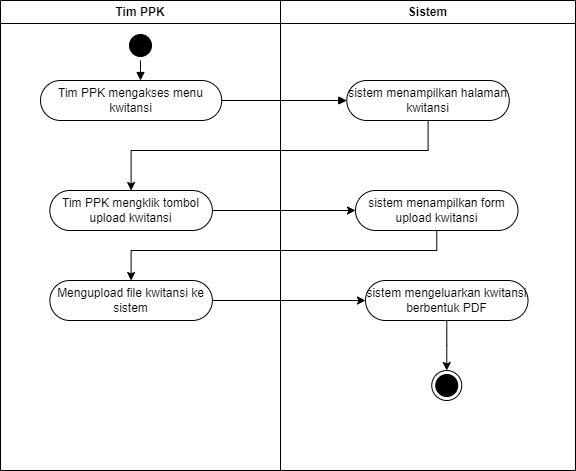 Tim PPK
Sistem
Tim PPK mengakses menu
kwitansi
sistem menampilkan halaman
kwitansi
Tim PPK mengklik tombol
upload kwitansi
sistem menampilkan form
upload kwitansi
Mengupload file kwitansi ke
sistem
sistem mengeluarkan kwitansi
berbentuk PDF